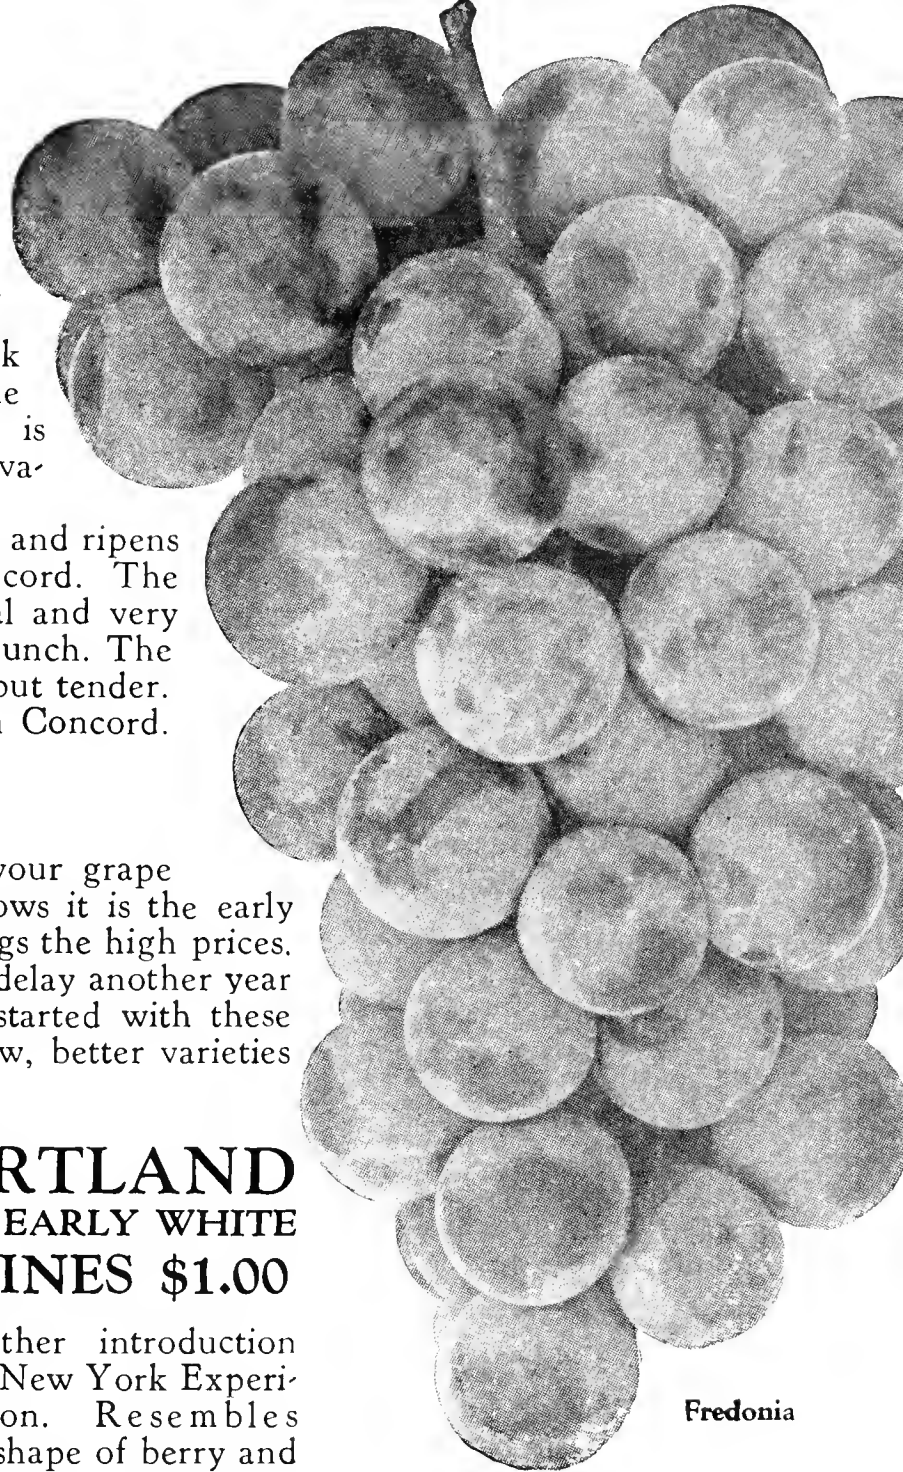 k
is
va-
and ripens
cord. The
and very
unch. The
out tender.
Concord.
your grape
ows it is the early
gs the high prices.
delay another year
started with these
w, better varieties
RTLAND
EARLY WHITE
INES $1.00
ther introduction
New York Experi-
on. Resembles
shape of berry and
Fredonia